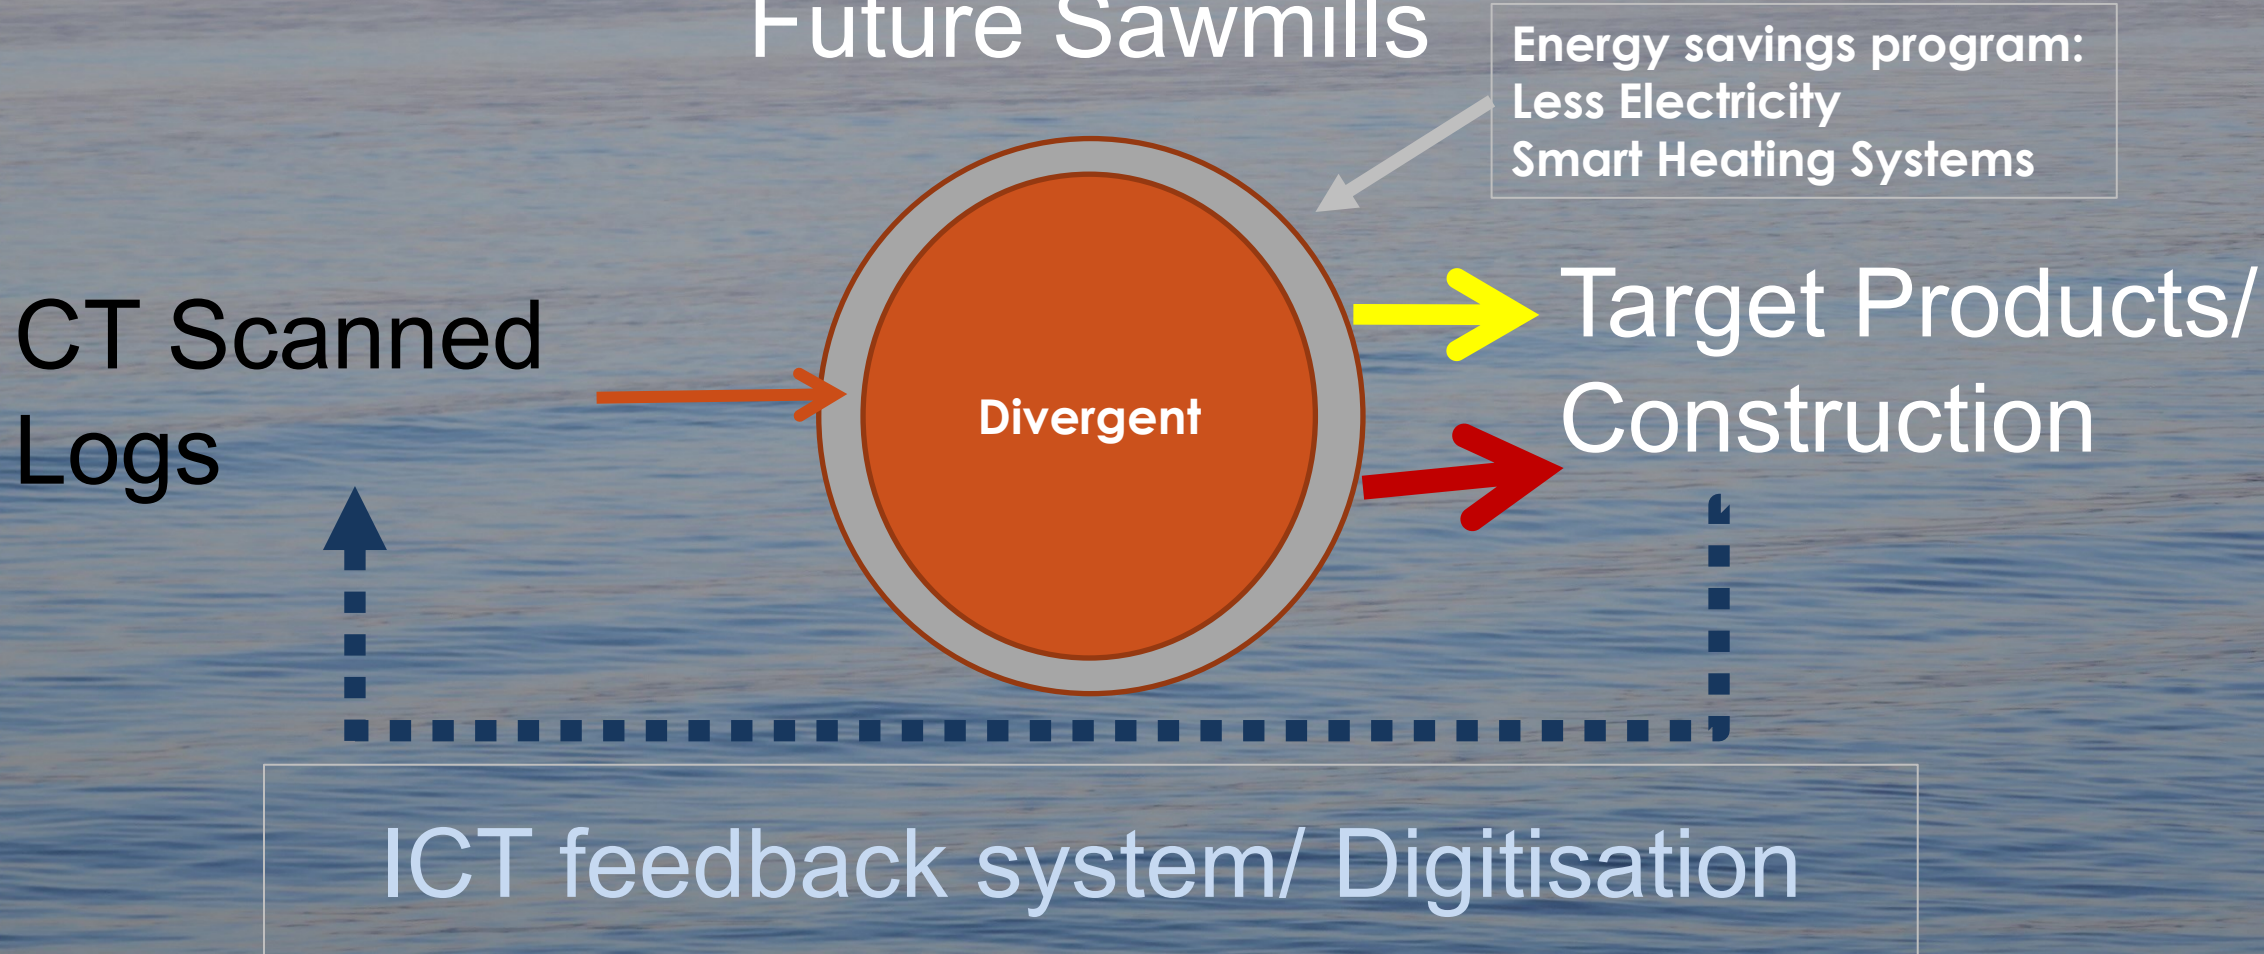 Future Sawmills
Energy savings program:
Less Electricity
Smart Heating Systems
CT Scanned
Logs
Divergent
Target Products/
Construction
ICT feedback system/ Digitisation